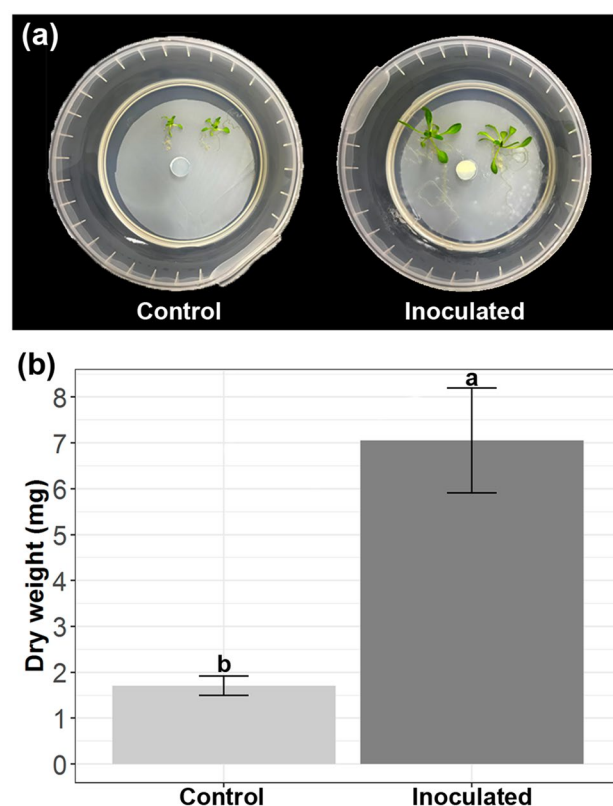 (a)
Control Inoculated
(b)
Dry weight (mg)
8
7
6
5
4
3
2
1
0
a
b
Control Inoculated